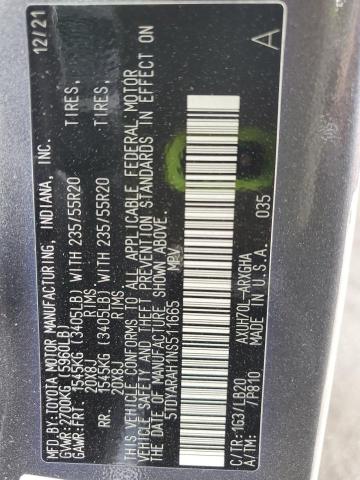 12/21
MFD.BY:TOYOTA MOTOR MANUFACTURING, INDIANA, INC.
GVWR:2700KG (5960LB)
GAWR:FRT. 1545KG (3405LB) WITH 235/55R20 TIRES,
20X8J RIMS
RR. 1545KG (3405LB) WITH 235/55R20 TIRES,
20X8J RIMS
THIS VEHICLE CONFORMS TO ALL APPLICABLE FEDERAL MOTOR
VEHICLE SAFETY AND THEFT PREVENTION STANDARDS IN EFFECT ON
THE DATE OF MANUFACTURE SHOWN ABOVE.
5TDYARAH1NS511665 MPV
A
035
C/TR:1G3/LB20 AXUH70L-ARXGHA
A/TM: /P810 MADE IN U.S.A.